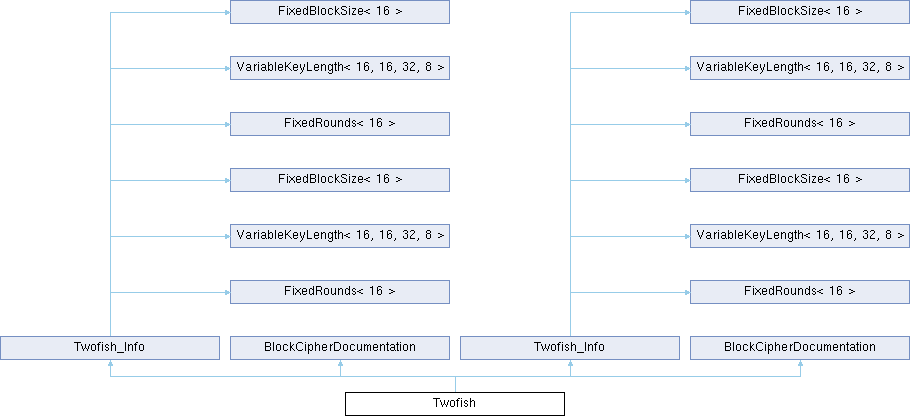 FixedBlockSize< 16 >
FixedBlockSize< 16 >
VariableKeyLength< 16, 16, 32, 8 >
VariableKeyLength< 16, 16, 32, 8 >
FixedRounds< 16 >
FixedRounds< 16 >
FixedBlockSize< 16 >
FixedBlockSize< 16 >
VariableKeyLength< 16, 16, 32, 8 >
VariableKeyLength< 16, 16, 32, 8 >
FixedRounds< 16 >
FixedRounds< 16 >
Twofish_Info
BlockCipherDocumentation
Twofish_Info
BlockCipherDocumentation
Twofish